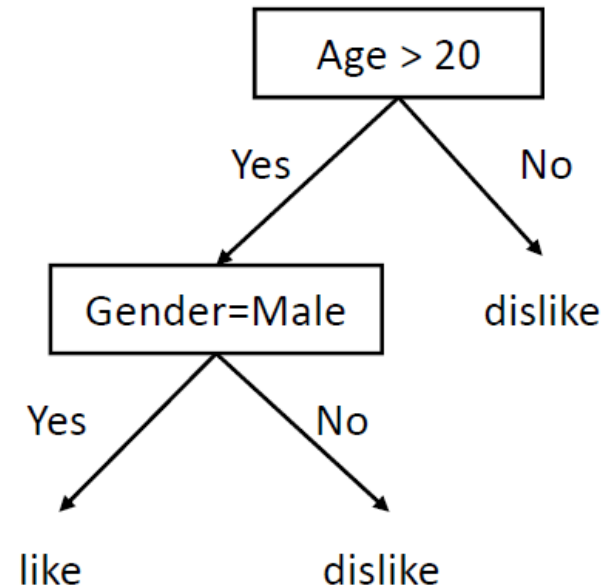 Age > 20
Yes
No
Gender=Male
dislike
Yes
No
like
dislike